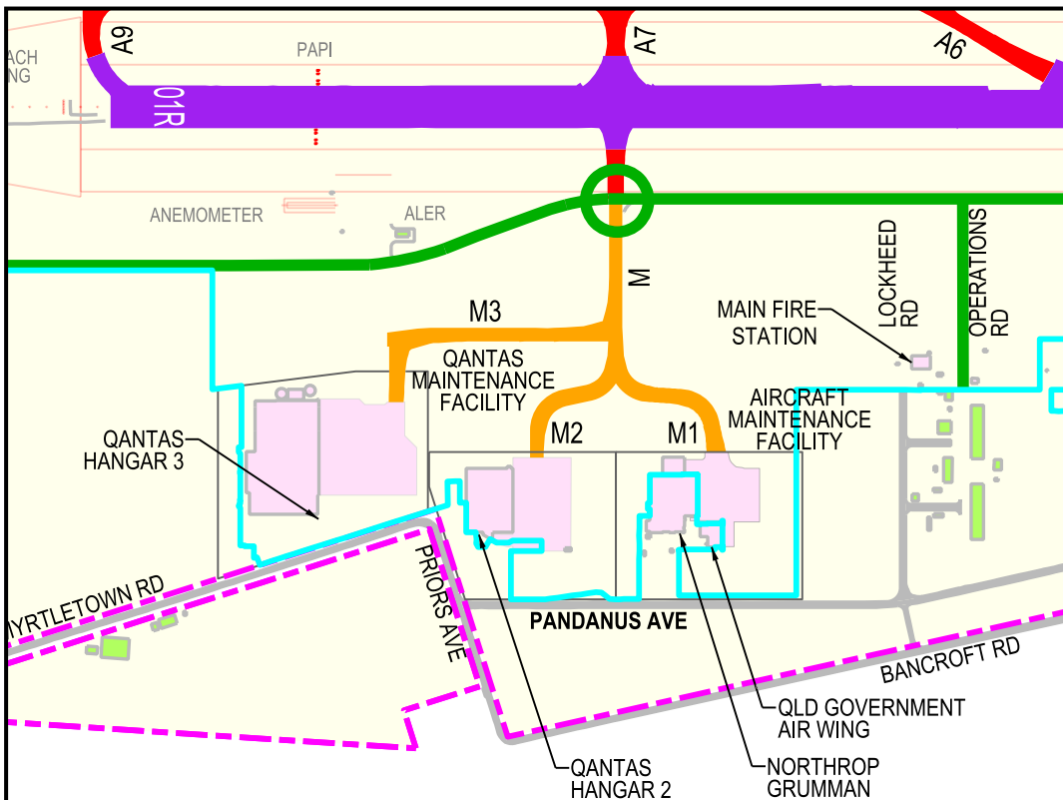 A9
A7
A6
PAPI
ACH
NG
01R
ANEMOMETER
ALER
M
LOCKHEED
RD
OPERATIONS
RD
M3
MAIN FIRE
STATION
QANTAS
MAINTENANCE
FACILITY
AIRCRAFT
MAINTENANCE
FACILITY
QANTAS
HANGAR 3
M2
M1
MYRTLETOWN RD
PRIORS AVE
PANDANUS AVE
BANCROFT RD
QLD GOVERNMENT
AIR WING
QANTAS
HANGAR 2
NORTHROP
GRUMMAN